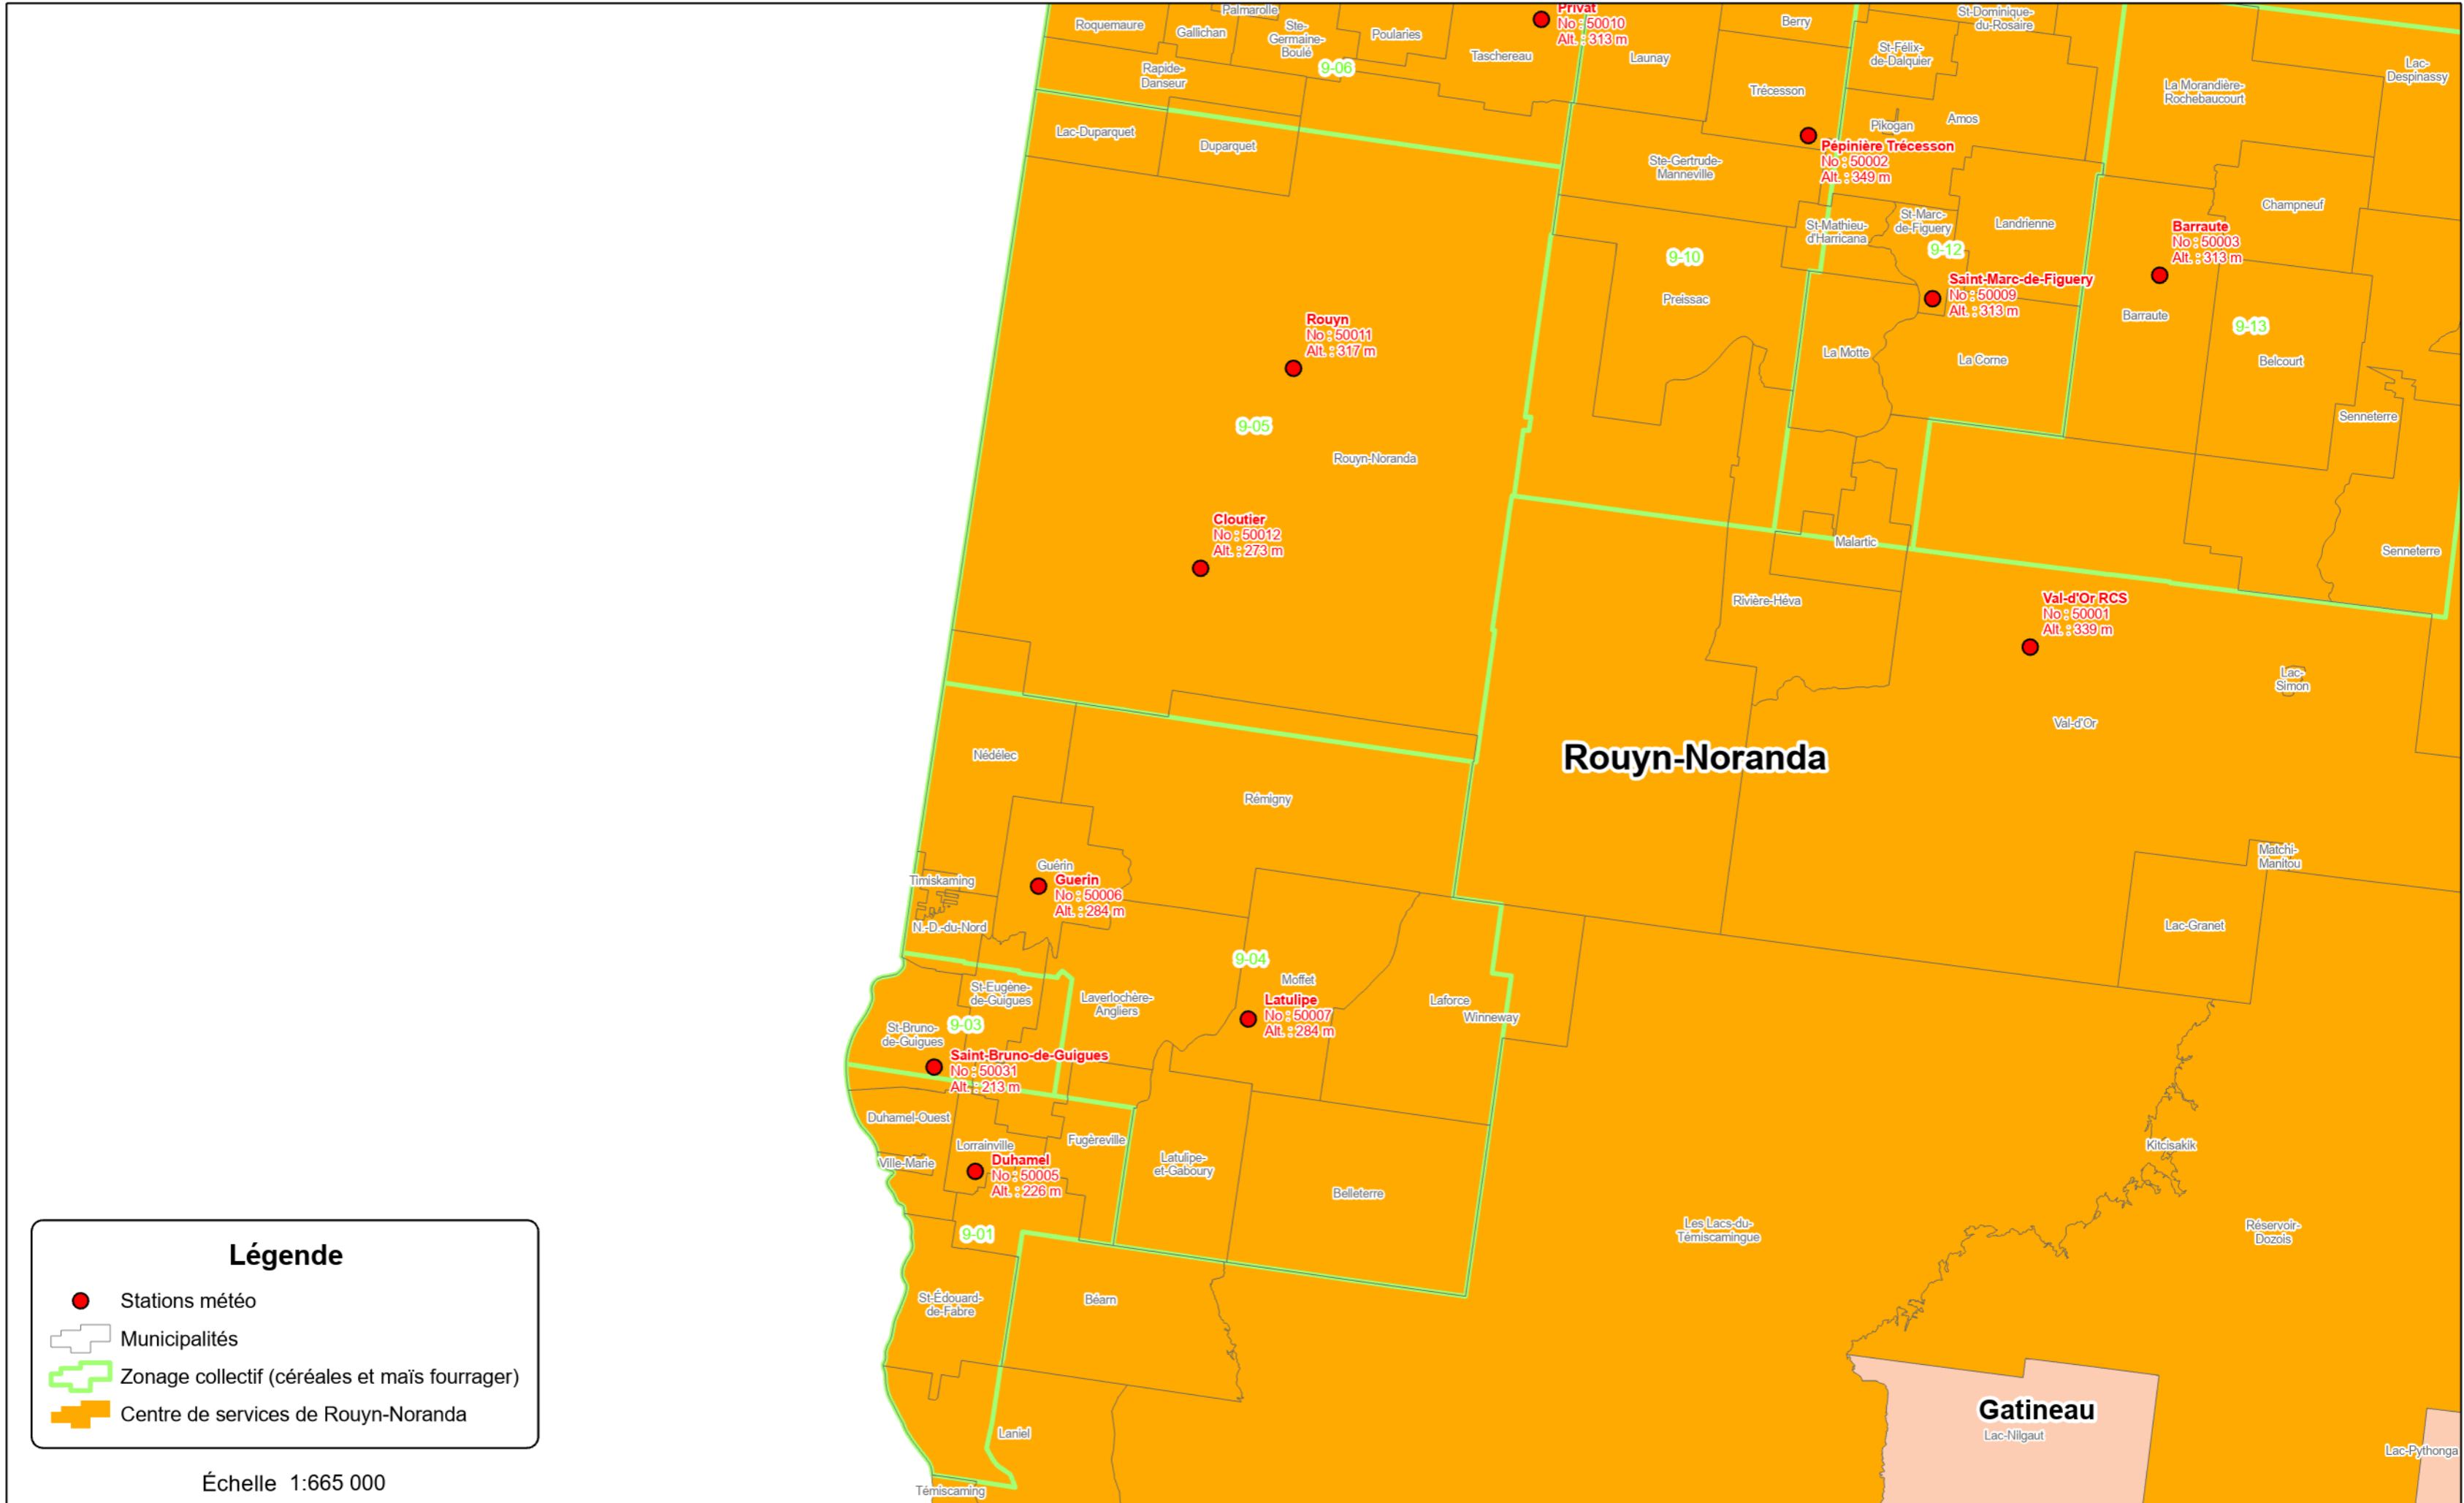 Roquemaure
Gallichan
Palmarolle
Ste-
Germaine-
Boulé
Poularies
Privat
No : 50010
Alt. : 313 m
Taschereau
Launay
Berry
St-Dominique-
du-Rosaire
St-Félix-
de-Dalquier
Lac-
Despinassy
La Morandière-
Rochebaucourt
Rapide-
Danseur
9-06
Trécesson
Lac-Duparquet
Duparquet
Pikogan
Amos
Pépinière Trécesson
No : 50002
Alt. : 349 m
Ste-Gertrude-
Manneville
St-Mathieu-
d'Harricana
St-Marc-
de-Figuery
Landrienne
Champneuf
9-10
9-12
Barraute
No : 50003
Alt. : 313 m
Preissac
Saint-Marc-de-Figuery
No : 50009
Alt. : 313 m
Barraute
9-13
Belcourt
Rouyn
No : 50011
Alt. : 317 m
La Motte
La Corne
9-05
Rouyn-Noranda
Senneterre
Cloutier
No : 50012
Alt. : 273 m
Malartic
Senneterre
Rivière-Héva
Val-d'Or RCS
No : 50001
Alt. : 339 m
Lac-
Simon
Val-d'Or
Nédélec
Rouyn-Noranda
Rémigny
Matchi-
Manitou
Guérin
Timiskaming
Guerin
No : 50006
Alt. : 284 m
N.-D.-du-Nord
Lac-Granet
9-04
Moffet
St-Eugène-
de-Guigues
Laverlochère-
Angliers
Latulipe
No : 50007
Alt. : 284 m
Laforce
Winneway
St-Bruno-
de-Guigues
9-03
Saint-Bruno-de-Guigues
No : 50031
Alt. : 213 m
Duhamel-Ouest
Lorrainville
Fugèreville
Ville-Marie
Duhamel
No : 50005
Alt. : 226 m
Latulipe-
et-Gaboury
Belleterre
Kitcisakik
9-01
Les Lacs-du-
Témiscamingue
Réservoir-
Dozois
St-Édouard-
de-Fabre
Béarn
Laniel
Gatineau
Lac-Nilgaut
Lac-Pythonga
Témiscaming
Légende
Stations météo
Municipalités
Zonage collectif (céréales et maïs fourrager)
Centre de services de Rouyn-Noranda
Échelle 1:665 000